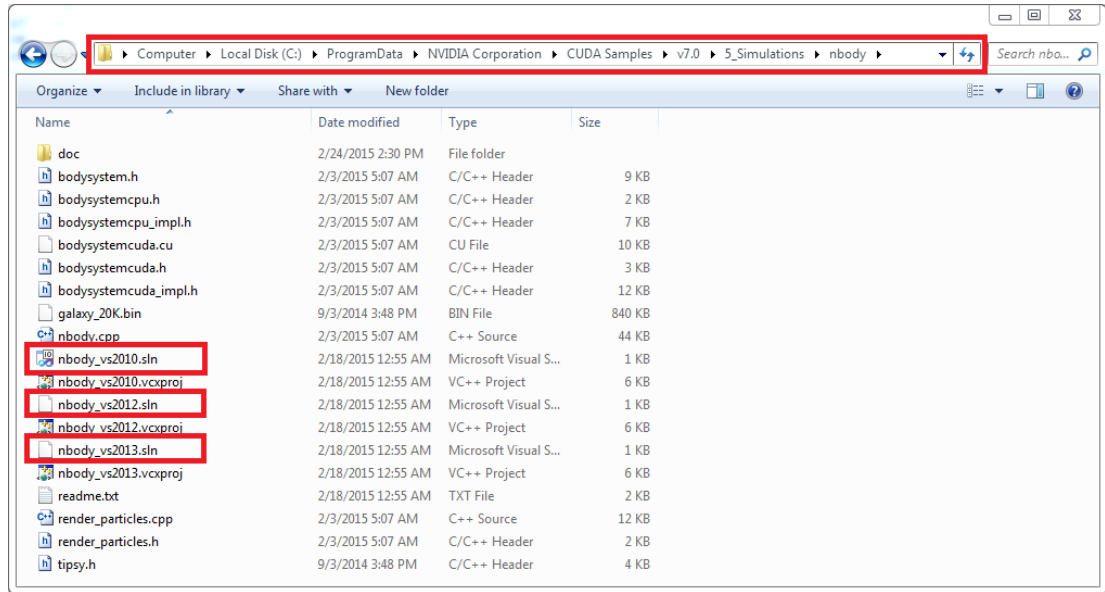 Computer Local Disk (C:) ProgramData NVIDIA Corporation CUDA Samples v7.0 5_Simulations nbody Search nbo...
Organize Include in library Share with New folder
Name Date modified Type Size
doc 2/24/2015 2:30 PM File folder
bodysystem.h 2/3/2015 5:07 AM C/C++ Header 9 KB
bodysystemcpu.h 2/3/2015 5:07 AM C/C++ Header 2 KB
bodysystemcpu_impl.h 2/3/2015 5:07 AM C/C++ Header 7 KB
bodysystemcuda.cu 2/3/2015 5:07 AM CU File 10 KB
bodysystemcuda.h 2/3/2015 5:07 AM C/C++ Header 3 KB
bodysystemcuda_impl.h 2/3/2015 5:07 AM C/C++ Header 12 KB
galaxy_20K.bin 9/3/2014 3:48 PM BIN File 840 KB
nbody.cpp 2/3/2015 5:07 AM C++ Source 44 KB
nbody_vs2010.sln 2/18/2015 12:55 AM Microsoft Visual S... 1 KB
nbody_vs2010.vcxproj 2/18/2015 12:55 AM VC++ Project 6 KB
nbody_vs2012.sln 2/18/2015 12:55 AM Microsoft Visual S... 1 KB
nbody_vs2012.vcxproj 2/18/2015 12:55 AM VC++ Project 6 KB
nbody_vs2013.sln 2/18/2015 12:55 AM Microsoft Visual S... 1 KB
nbody_vs2013.vcxproj 2/18/2015 12:55 AM VC++ Project 6 KB
readme.txt 2/18/2015 12:55 AM TXT File 2 KB
render_particles.cpp 2/3/2015 5:07 AM C++ Source 12 KB
render_particles.h 2/3/2015 5:07 AM C/C++ Header 2 KB
tipsy.h 9/3/2014 3:48 PM C/C++ Header 4 KB